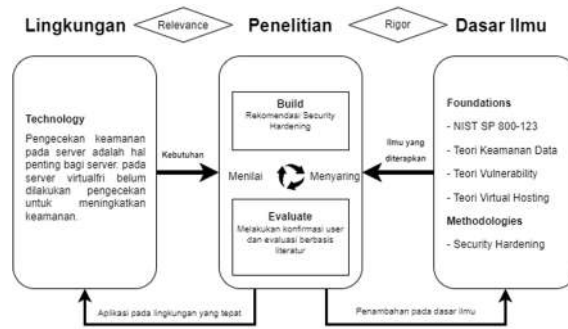 Lingkungan
Relevance
Penelitian
Rigor
Dasar Ilmu
Technology
Pengecekan keamanan
pada server adalah hal
penting bagi server. pada
server virtualfri belum
dilakukan pengecekan
untuk meningkatkan
keamanan.
Kebutuhan
Build
Rekomendasi Security
Hardening
Menilai
Menyaring
Evaluate
Melakukan konfirmasi user
dan evaluasi berbasis
literatur
Ilmu yang
diterapkan
Foundations
- NIST SP 800-123
- Teori Keamanan Data
- Teori Vulnerability
- Teori Virtual Hosting
Methodologies
- Security Hardening
Aplikasi pada lingkungan yang tepat
Penambahan pada dasar ilmu